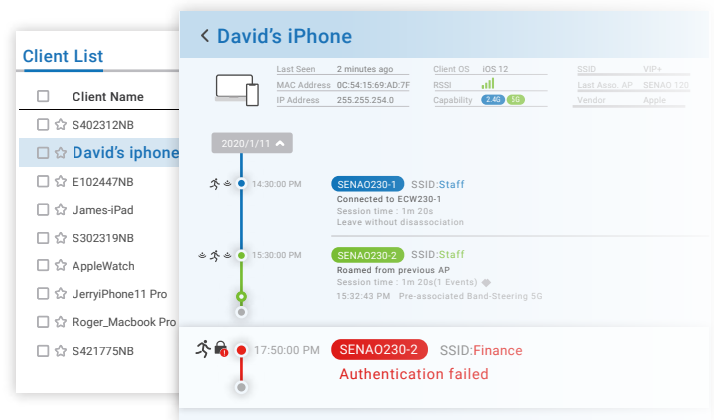 Client List
Client Name
S402312NB
David's iphone
E102447NB
James-iPad
S302319NB
AppleWatch
JerryiPhone11 Pro
Roger_Macbook Pro
S421775NB
David's iPhone
Last Seen 2 minutes ago
MAC Address 0C:54:15:69:AD:7F
IP Address 255.255.254.0
Client OS iOS 12
RSSI
Capability 2.4G 5G
SSID VIP+
Last Asso. AP SENAO 120
Vendor Apple
2020/1/11
14:30:00 PM SENAO230-1 SSID:Staff
Connected to ECW230-1
Session time : 1m 20s
Leave without disassociation
15:30:00 PM SENAO230-2 SSID:Staff
Roamed from previous AP
Session time : 1m 20s(1 Events)
15:32:43 PM Pre-associated Band-Steering 5G
17:50:00 PM SENAO230-2 SSID:Finance
Authentication failed